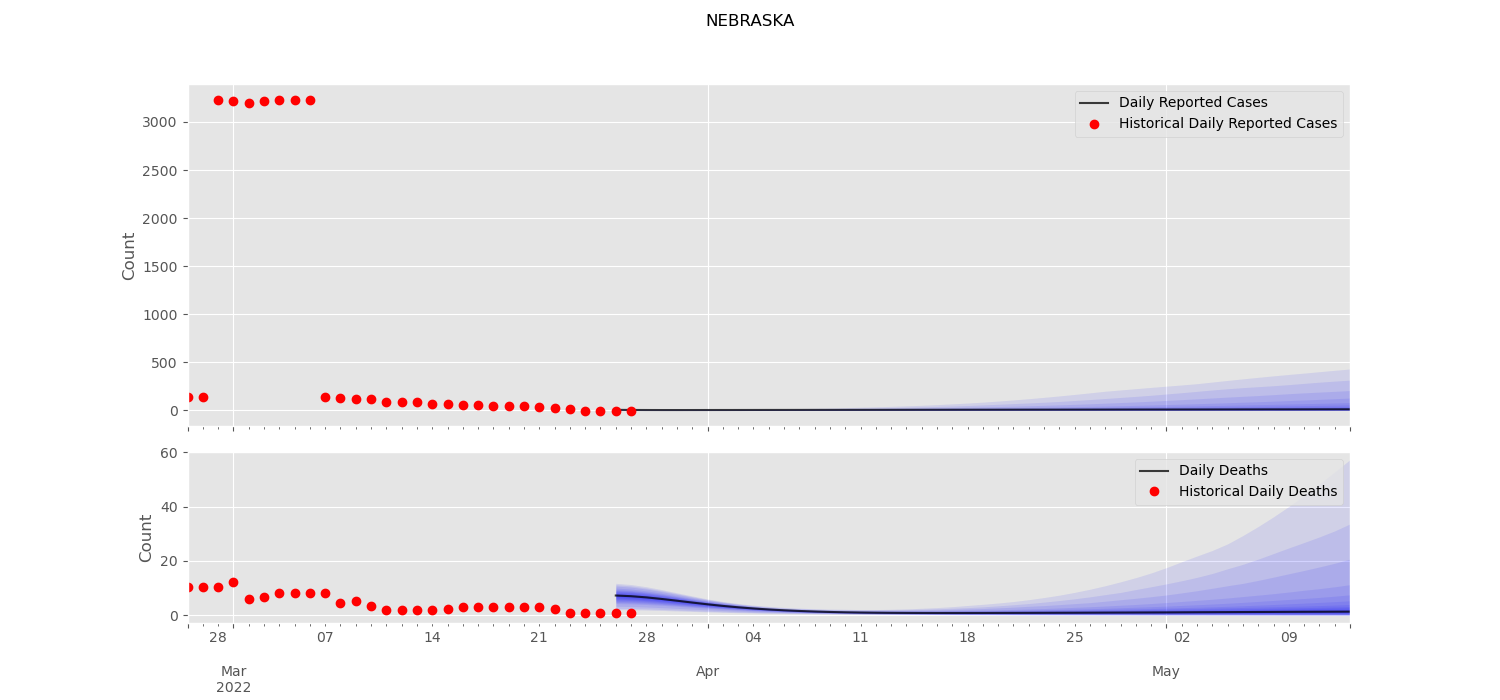 NEBRASKA
Daily Reported Cases
Historical Daily Reported Cases
Count
3000
2500
2000
1500
1000
500
0
Daily Deaths
Historical Daily Deaths
Count
60
40
20
0
28 07 14 21 28 04 11 18 25 02 09
Mar Apr May
2022